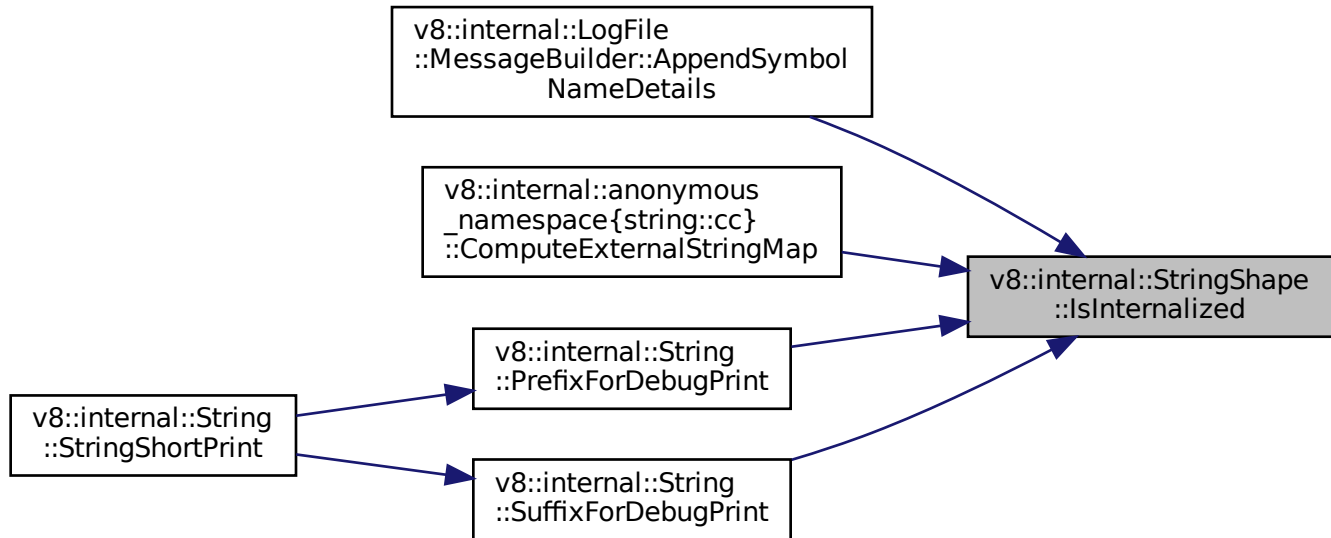 v8::internal::LogFile
::MessageBuilder::AppendSymbol
NameDetails
v8::internal::anonymous
_namespace{string::cc}
::ComputeExternalStringMap
v8::internal::StringShape
::IsInternalized
v8::internal::String
::PrefixForDebugPrint
v8::internal::String
::StringShortPrint
v8::internal::String
::SuffixForDebugPrint